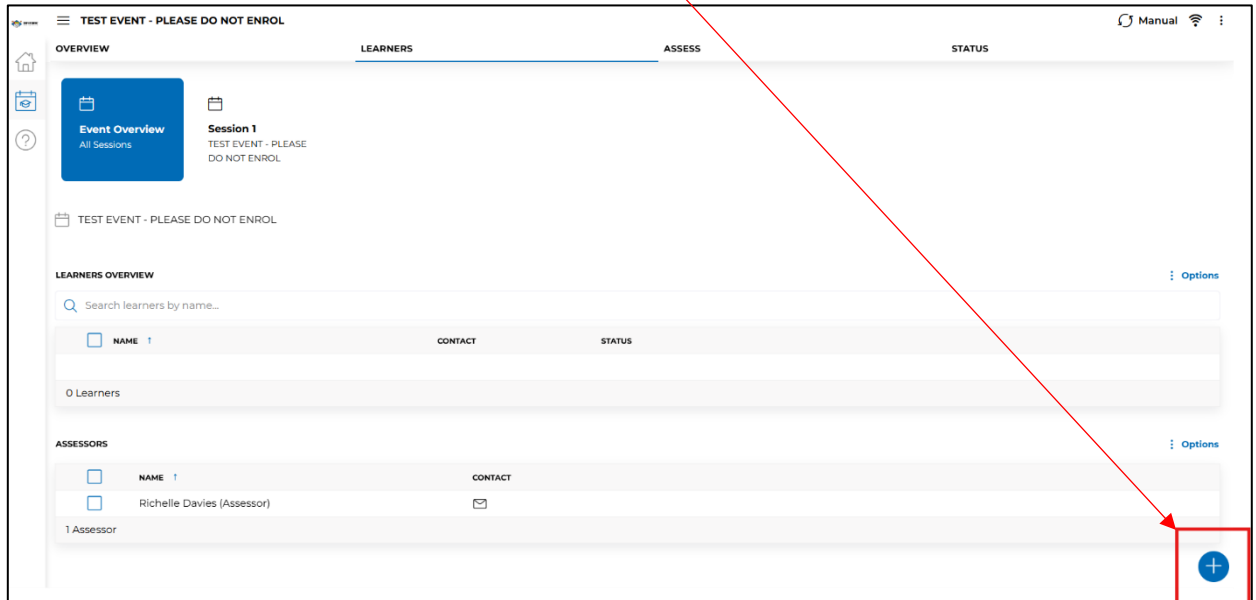 TEST EVENT - PLEASE DO NOT ENROL
Manual
OVERVIEW
LEARNERS
ASSESS
STATUS
Event Overview
All Sessions
Session 1
TEST EVENT - PLEASE
DO NOT ENROL
TEST EVENT - PLEASE DO NOT ENROL
LEARNERS OVERVIEW
Options
Search learners by name...
NAME ↑ CONTACT STATUS
0 Learners
ASSESSORS
Options
NAME ↑ CONTACT
Richelle Davies (Assessor)
1 Assessor